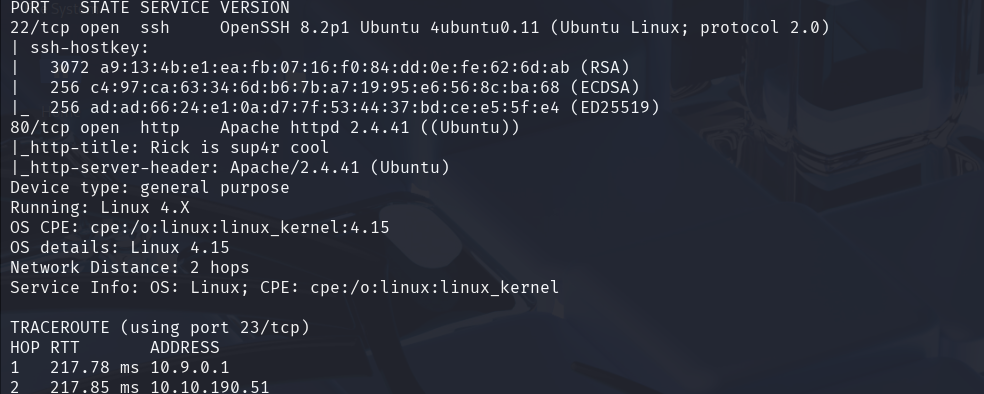 PORT   STATE SERVICE VERSION
22/tcp open  ssh     OpenSSH 8.2p1 Ubuntu 4ubuntu0.11 (Ubuntu Linux; protocol 2.0)
| ssh-hostkey:
|   3072 a9:13:4b:e1:ea:fb:07:16:f0:84:dd:0e:fe:62:6d:ab (RSA)
|   256 c4:97:ca:63:34:6d:b6:7b:a7:19:95:e6:56:8c:ba:68 (ECDSA)
|_  256 ad:ad:66:24:e1:0a:d7:7f:53:44:37:bd:ce:e5:5f:e4 (ED25519)
80/tcp open  http    Apache httpd 2.4.41 ((Ubuntu))
|_http-title: Rick is sup4r cool
|_http-server-header: Apache/2.4.41 (Ubuntu)
Device type: general purpose
Running: Linux 4.X
OS CPE: cpe:/o:linux:linux_kernel:4.15
OS details: Linux 4.15
Network Distance: 2 hops
Service Info: OS: Linux; CPE: cpe:/o:linux:linux_kernel

TRACEROUTE (using port 23/tcp)
HOP RTT       ADDRESS
1   217.78 ms 10.9.0.1
2   217.85 ms 10.10.190.51